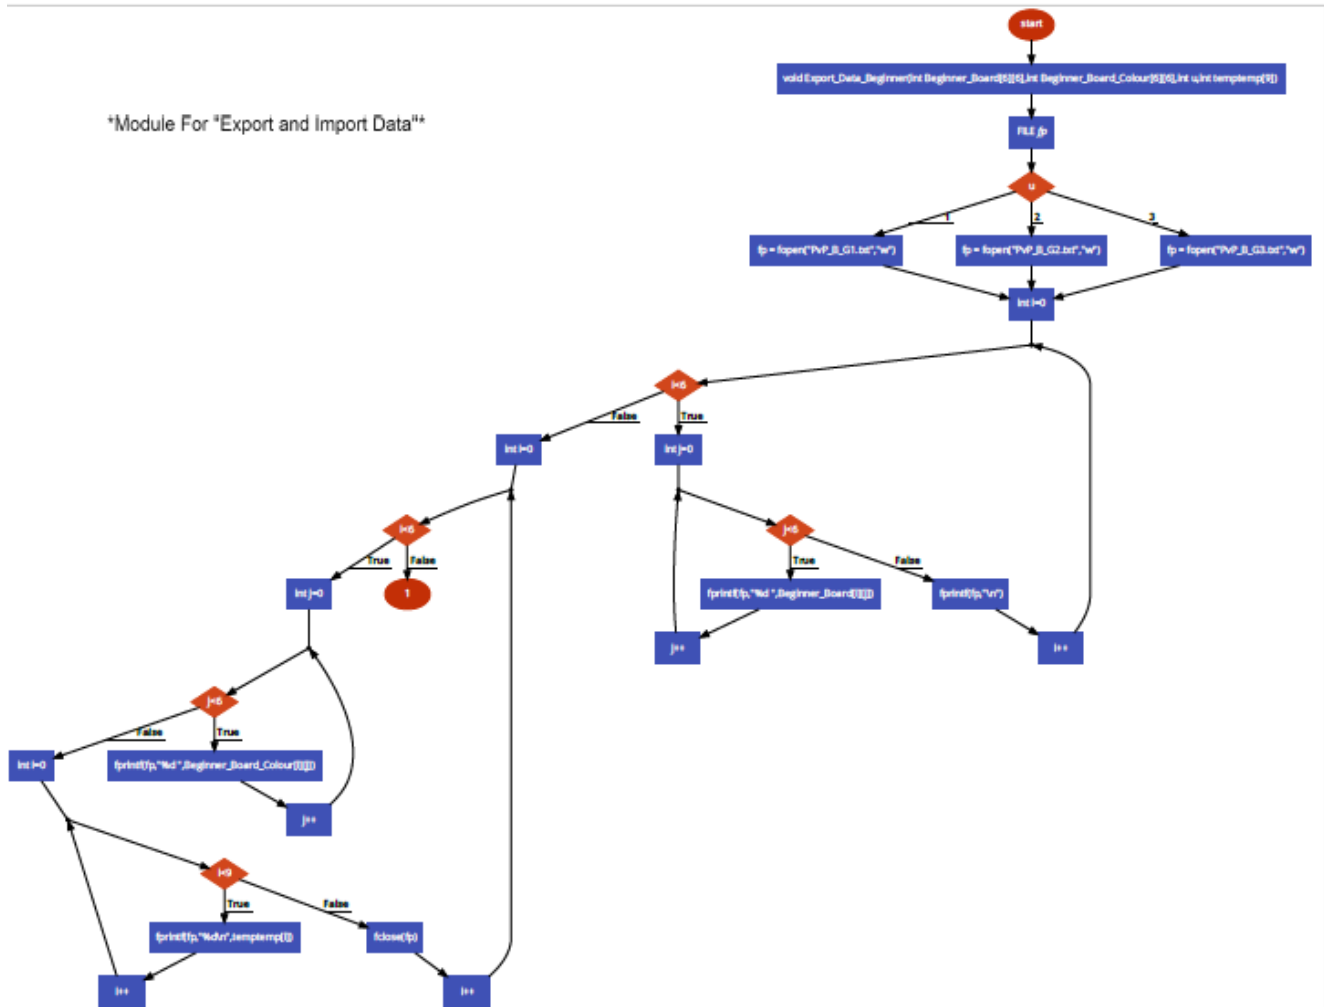 start
void Export_Data_Beginner(int Beginner_Board[6][6],int Beginner_Board_Colour[6][6],int u,int temptemp[9])
*Module For "Export and Import Data"*
FILE fp
u
1
2
3
fp = fopen("PvP_B_G1.txt","w")
fp = fopen("PvP_B_G2.txt","w")
fp = fopen("PvP_B_G3.txt","w")
int i=0
i<6
False
True
int i=0
int j=0
i<6
j<6
True
False
True
False
int j=0
1
fprintf(fp,"%d ",Beginner_Board[i][j])
fprintf(fp,"\n")
j++
i++
j<6
False
True
int i=0
fprintf(fp,"%d ",Beginner_Board_Colour[i][j])
j++
i<9
True
False
fprintf(fp,"%d\n",temptemp[i])
fclose(fp)
i++
i++